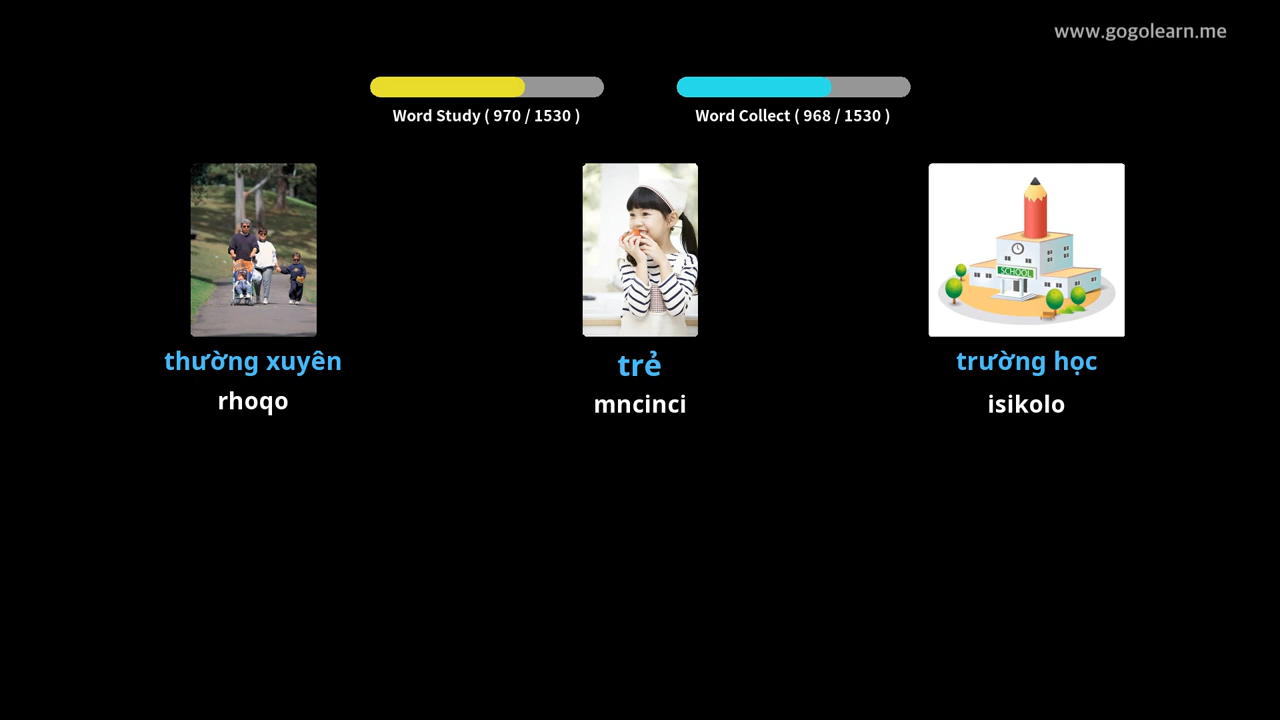 www.gogolearn.me
Word Study ( 970 / 1530 )
Word Collect ( 968 / 1530 )
SCHOOL
thường xuyên
rhoqo
trẻ
mncinci
trường học
isikolo